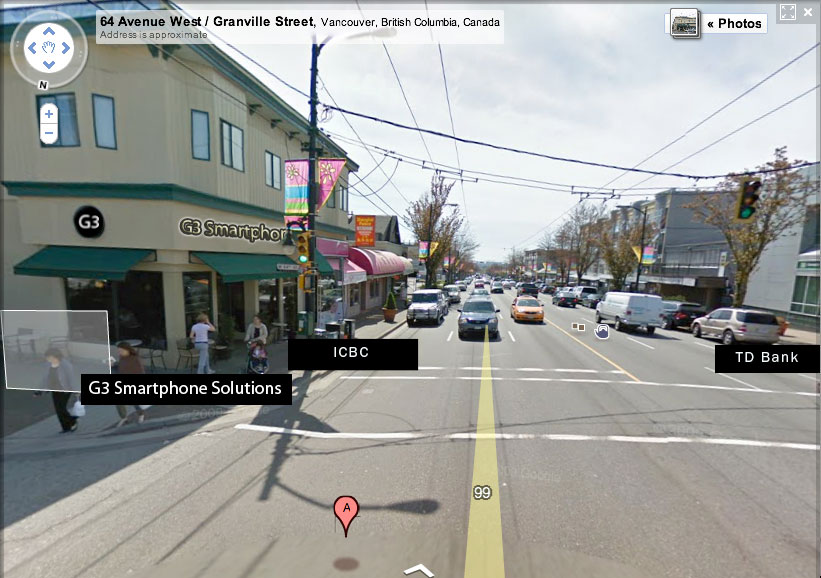 64 Avenue West / Granville Street, Vancouver, British Columbia, Canada
Address is approximate
« Photos
N
G3
G3 Smartphon
ICBC
TD Bank
G3 Smartphone Solutions
99
A